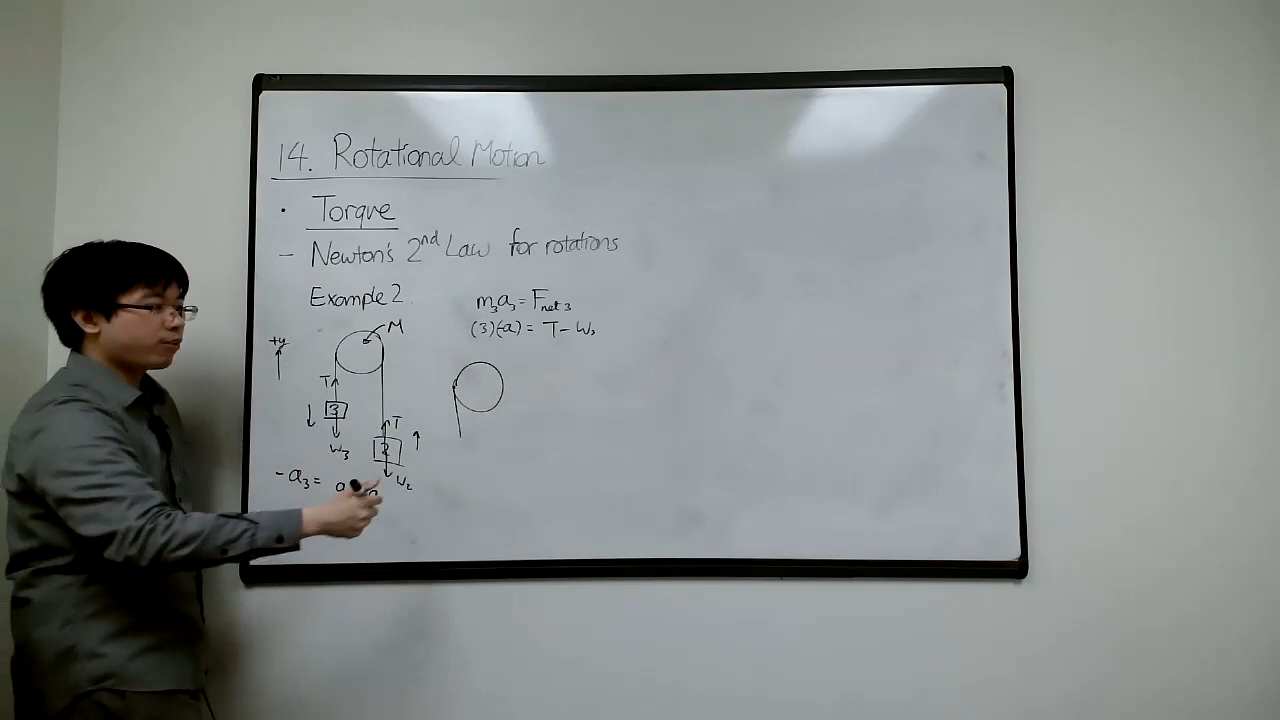 14. Rotational Motion
• Torque
- Newton's 2nd Law for rotations
Example 2
m₃a₃ = Fnet 3
(3)(-a) = T - W₃
M
+y
T
3
W₃
T
2
W₂
-a₃ = a